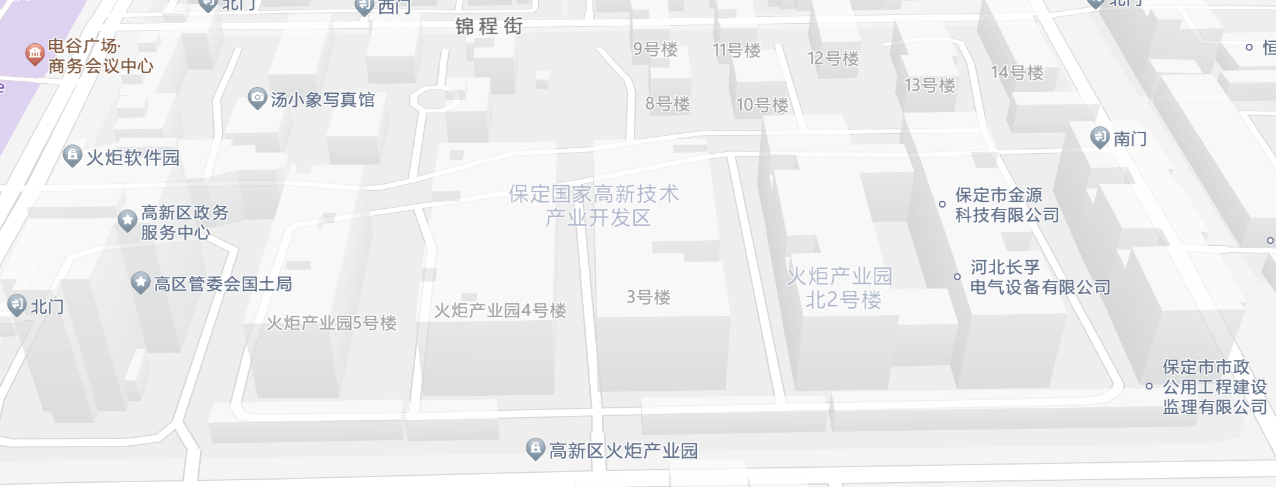 北门
西门
北门
锦程街
电谷广场·
商务会议中心
恒
9号楼
11号楼
12号楼
14号楼
13号楼
8号楼
10号楼
汤小象写真馆
e
火炬软件园
南门
保定国家高新技术
产业开发区
保定市金源
科技有限公司
高新区政务
服务中心
高区管委会国土局
河北长孚
电气设备有限公司
火炬产业园
北2号楼
3号楼
北门
火炬产业园4号楼
火炬产业园5号楼
保定市市政
公用工程建设
监理有限公司
高新区火炬产业园